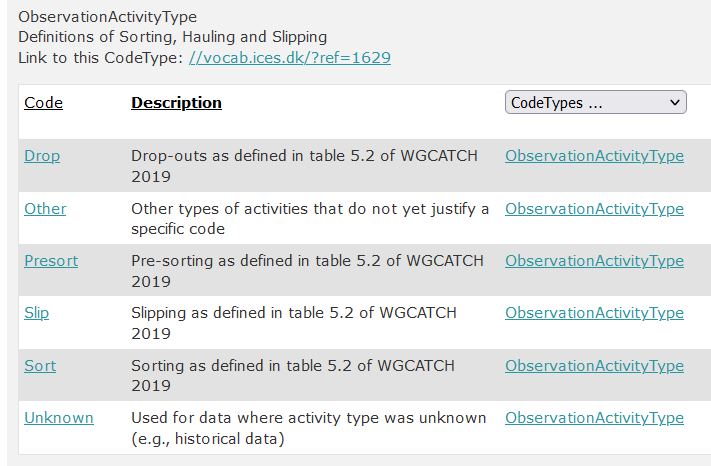 ObservationActivityType
Definitions of Sorting, Hauling and Slipping
Link to this CodeType: //vocab.ices.dk/?ref=1629
Code Description CodeTypes ...
Drop Drop-outs as defined in table 5.2 of WGCATCH ObservationActivityType
2019
Other Other types of activities that do not yet justify a ObservationActivityType
specific code
Presort Pre-sorting as defined in table 5.2 of WGCATCH ObservationActivityType
2019
Slip Slipping as defined in table 5.2 of WGCATCH ObservationActivityType
2019
Sort Sorting as defined in table 5.2 of WGCATCH ObservationActivityType
2019
Unknown Used for data where activity type was unknown ObservationActivityType
(e.g., historical data)